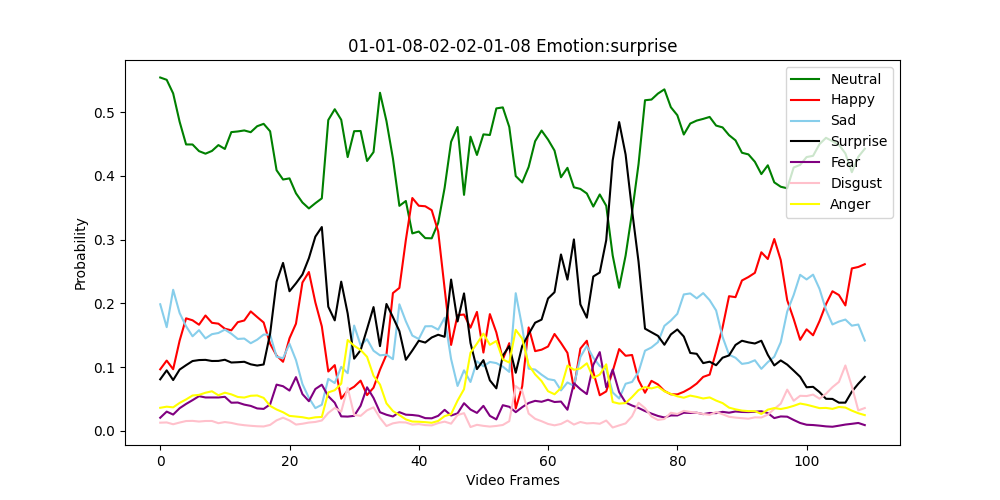 01-01-08-02-02-01-08 Emotion:surprise
Probability
0.5
0.4
0.3
0.2
0.1
0.0
0
20
40
60
80
100
Video Frames
Neutral
Happy
Sad
Surprise
Fear
Disgust
Anger